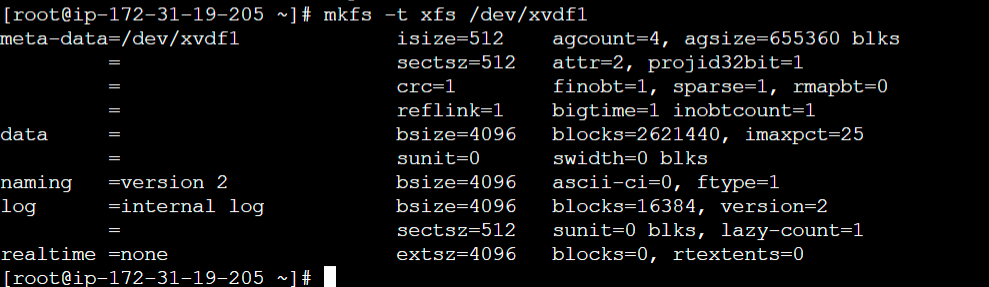 [root@ip-172-31-19-205 ~]# mkfs -t xfs /dev/xvdf1
meta-data=/dev/xvdf1             isize=512    agcount=4, agsize=655360 blks
         =                       sectsz=512   attr=2, projid32bit=1
         =                       crc=1        finobt=1, sparse=1, rmapbt=0
         =                       reflink=1    bigtime=1 inobtcount=1
data     =                       bsize=4096   blocks=2621440, imaxpct=25
         =                       sunit=0      swidth=0 blks
naming   =version 2              bsize=4096   ascii-ci=0, ftype=1
log      =internal log           bsize=4096   blocks=16384, version=2
         =                       sectsz=512   sunit=0 blks, lazy-count=1
realtime =none                   extsz=4096   blocks=0, rtextents=0
[root@ip-172-31-19-205 ~]#